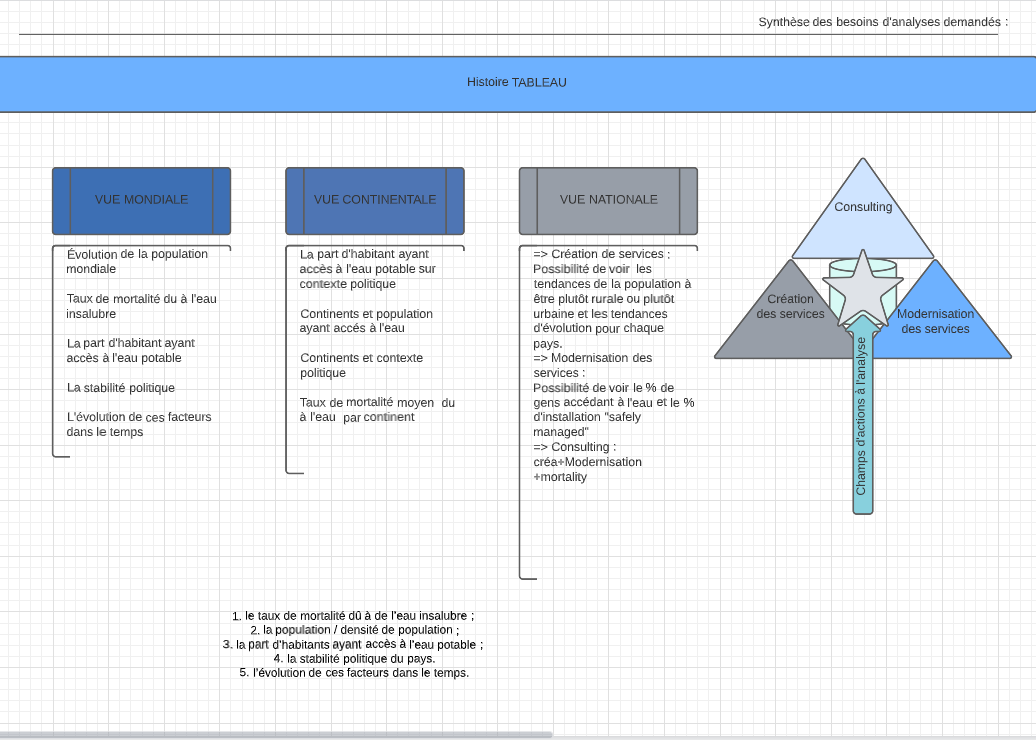 Synthèse des besoins d'analyses demandés :
Histoire TABLEAU
VUE MONDIALE
Évolution de la population
mondiale
Taux de mortalité du à l'eau
insalubre
La part d'habitant ayant
accès à l'eau potable
La stabilité politique
L'évolution de ces facteurs
dans le temps
VUE CONTINENTALE
La part d'habitant ayant
accès à l'eau potable sur
contexte politique
Continents et population
ayant accés à l'eau
Continents et contexte
politique
Taux de mortalité moyen du
à l'eau par continent
VUE NATIONALE
=> Création de services :
Possibilité de voir les
tendances de la population à
être plutôt rurale ou plutôt
urbaine et les tendances
d'évolution pour chaque
pays.
=> Modernisation des
services :
Possibilité de voir le % de
gens accédant à l'eau et le %
d'installation "safely
managed"
=> Consulting :
créa+Modernisation
+mortality
Consulting
Création
des services
Modernisation
des services
Champs d'actions à l'analyse
1. le taux de mortalité dû à de l'eau insalubre ;
2. la population / densité de population ;
3. la part d'habitants ayant accès à l'eau potable ;
4. la stabilité politique du pays.
5. l'évolution de ces facteurs dans le temps.